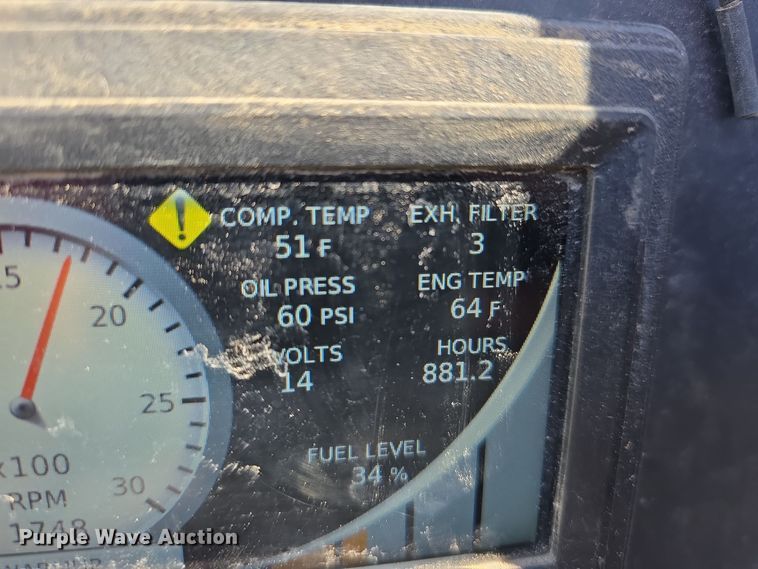 COMP. TEMP EXH. FILTER
51 F 3
OIL PRESS ENG TEMP
60 PSI 64 F
VOLTS HOURS
14 881.2
FUEL LEVEL
34 %
20
25
30
x100
RPM
1748
Purple Wave Auction